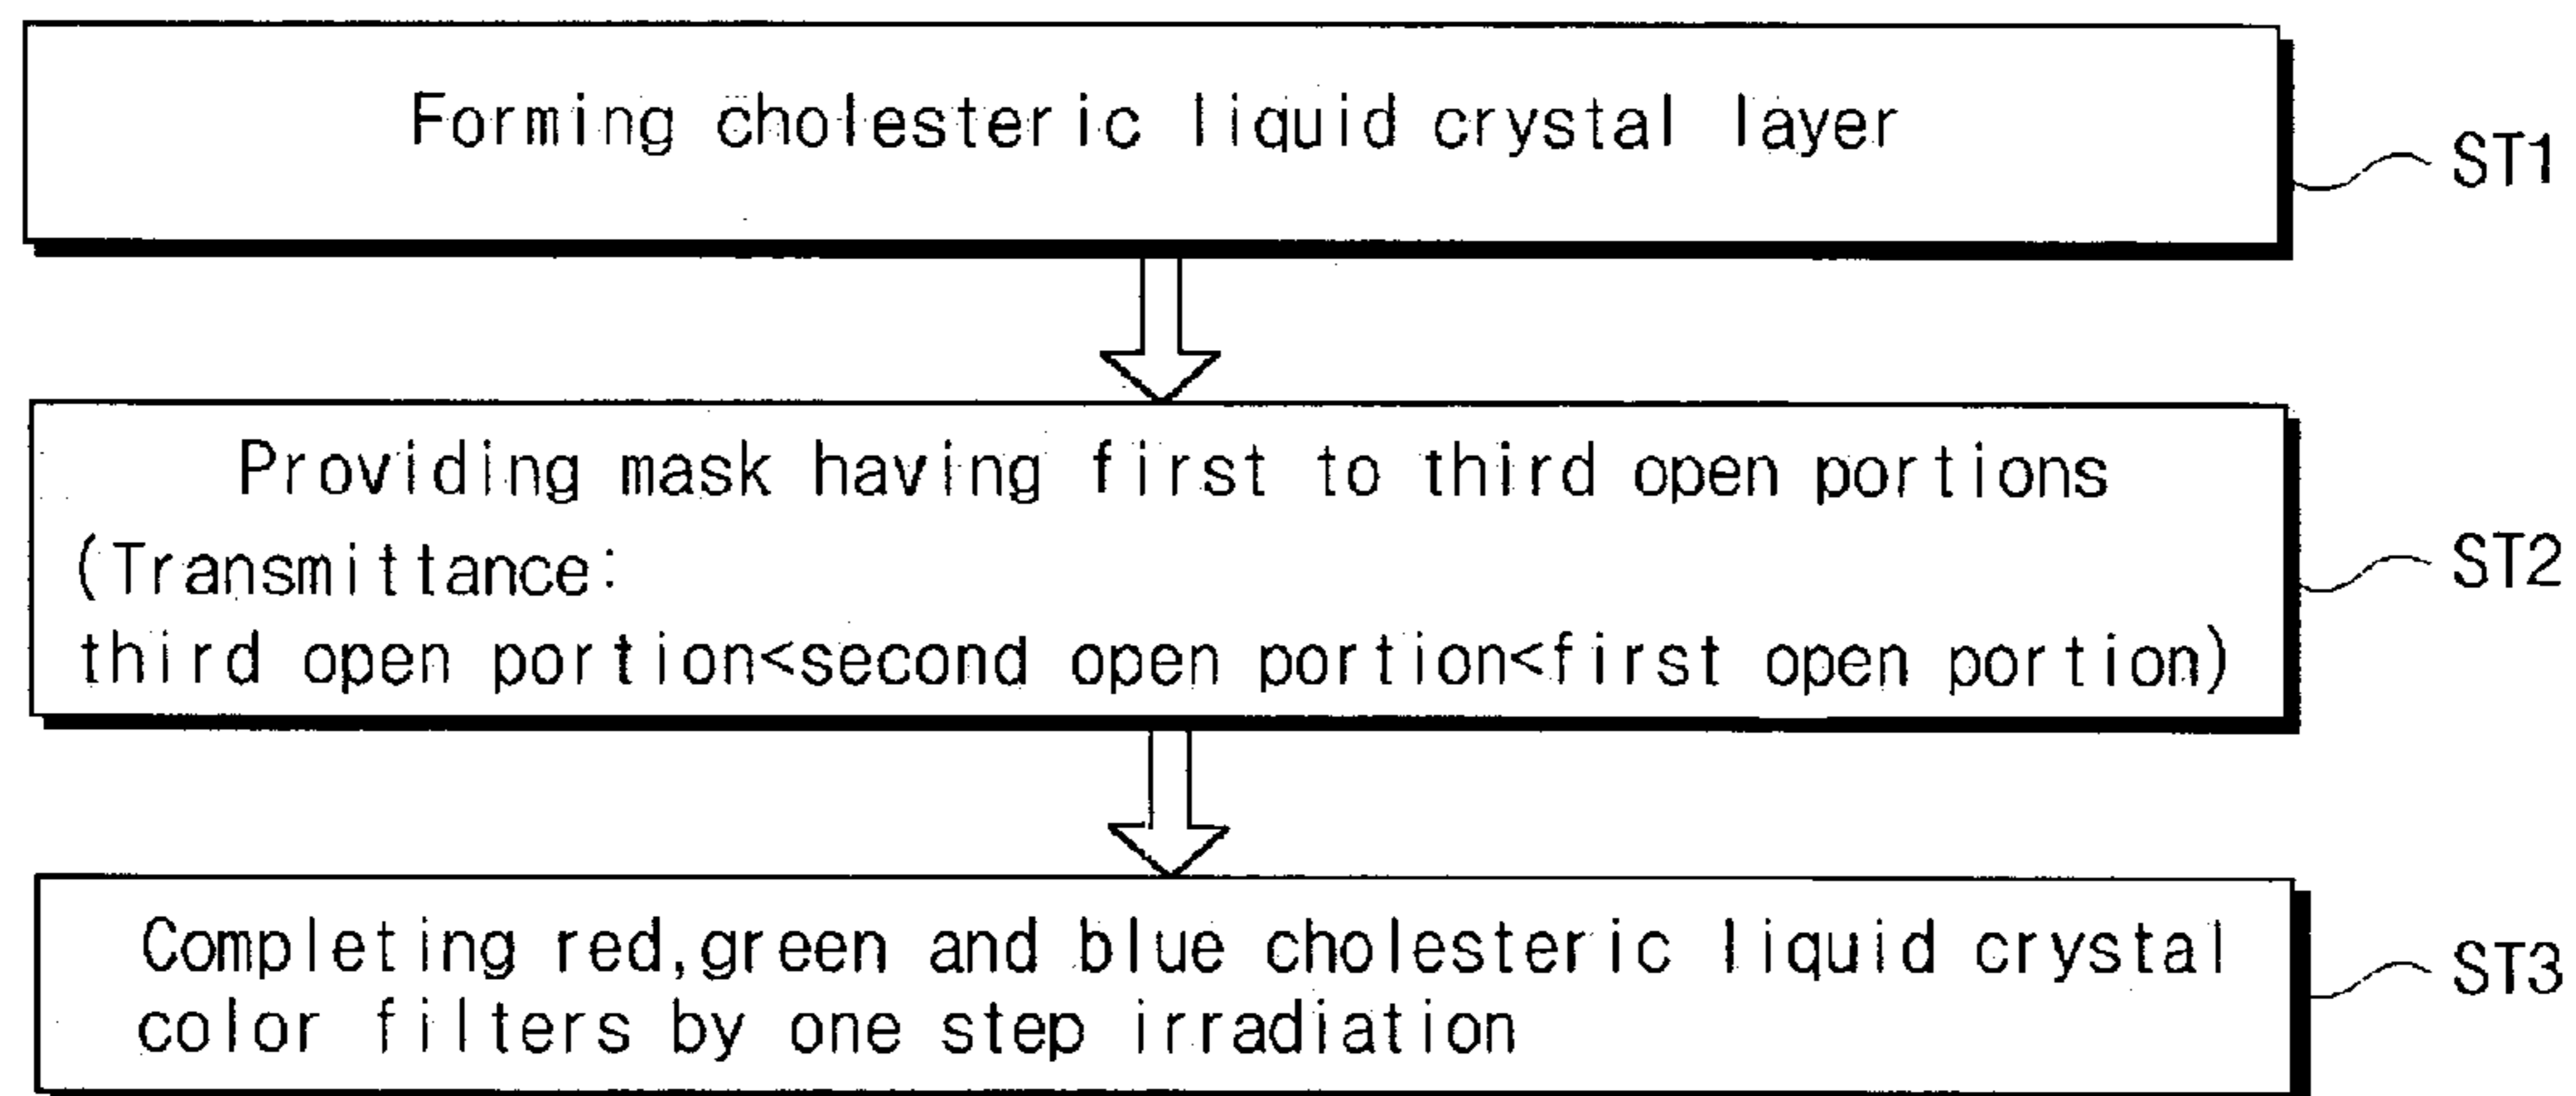 Forming cholesteric liquid crystal layer
ST1
Providing mask having first to third open portions
(Transmittance:
third open portion<second open portion<first open portion)
ST2
Completing red,green and blue cholesteric liquid crystal
color filters by one step irradiation
ST3